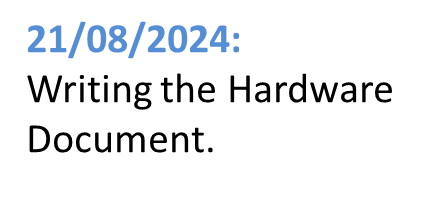 21/08/2024:
Writing the Hardware
Document.